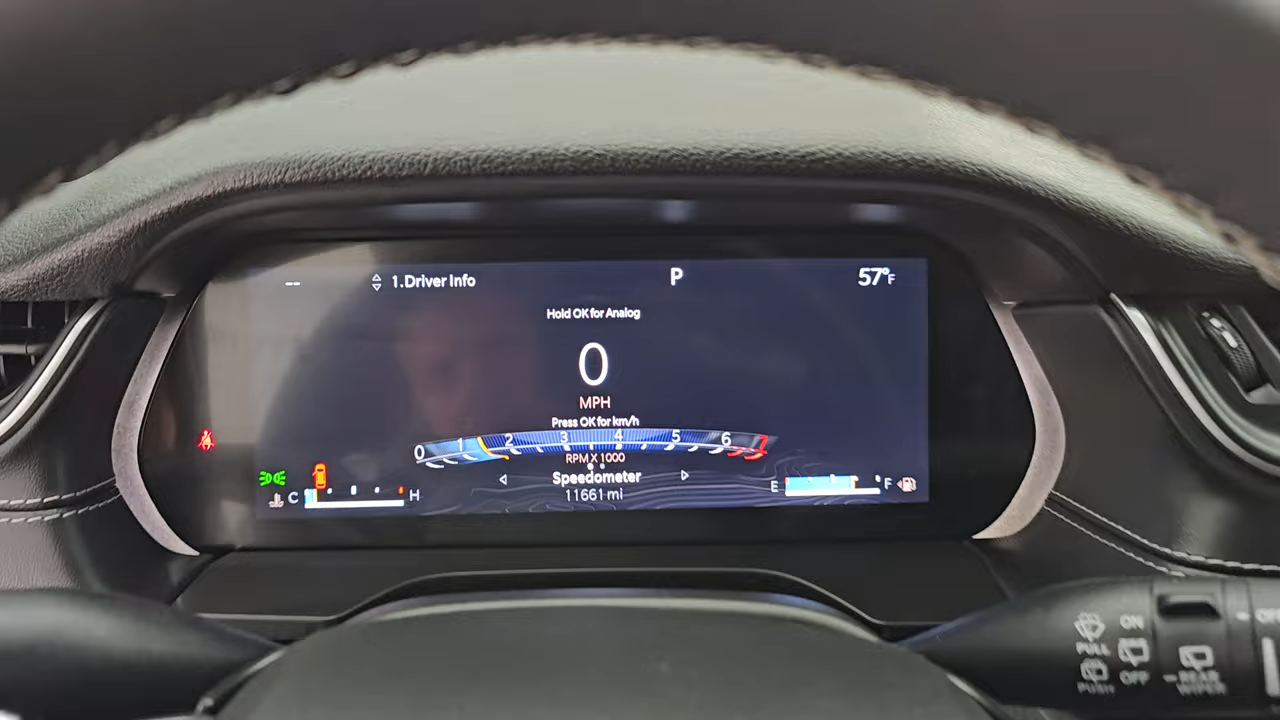 --
1.Driver Info
P
57°F
Hold OK for Analog
0
MPH
Press OK for km/h
0 1 2 3 4 5 6 7
RPM X 1000
Speedometer
C H
11661 mi
E F
PULL
PUSH
ON
OFF
REAR
WIPER